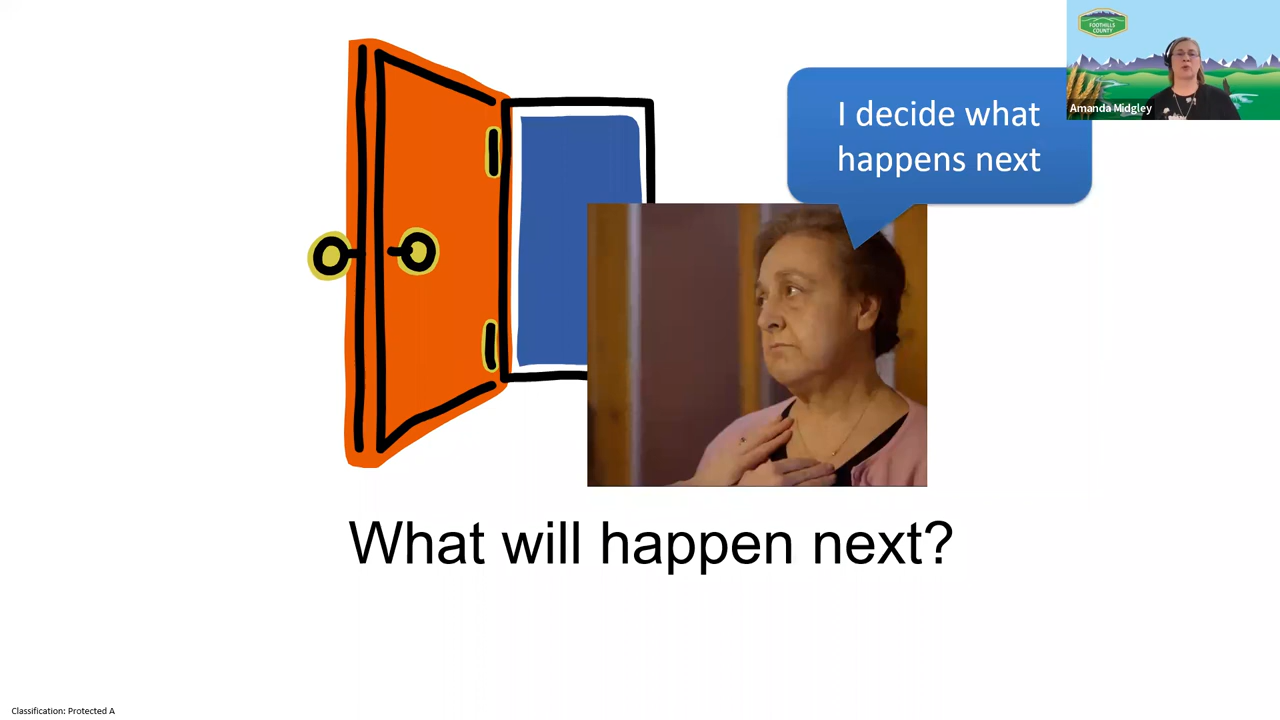 FOOTHILLS
COUNTY
Amanda Midgley
I decide what
happens next
What will happen next?
Classification: Protected A